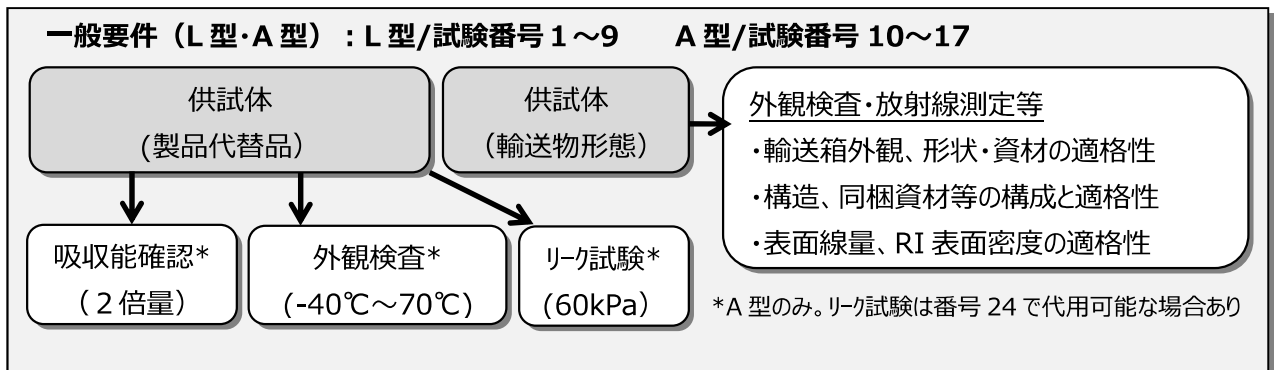 一般要件（L 型･A 型）：L 型/試験番号 1～9　　A 型/試験番号 10～17
供試体
(製品代替品）
供試体
（輸送物形態）
外観検査･放射線測定等
･輸送箱外観、形状･資材の適格性
･構造、同梱資材等の構成と適格性
･表面線量、RI 表面密度の適格性
吸収能確認*
（２倍量）
外観検査*
(-40℃～70℃)
ﾘｰｸ試験*
(60kPa）
*A 型のみ。ﾘｰｸ試験は番号 24 で代用可能な場合あり